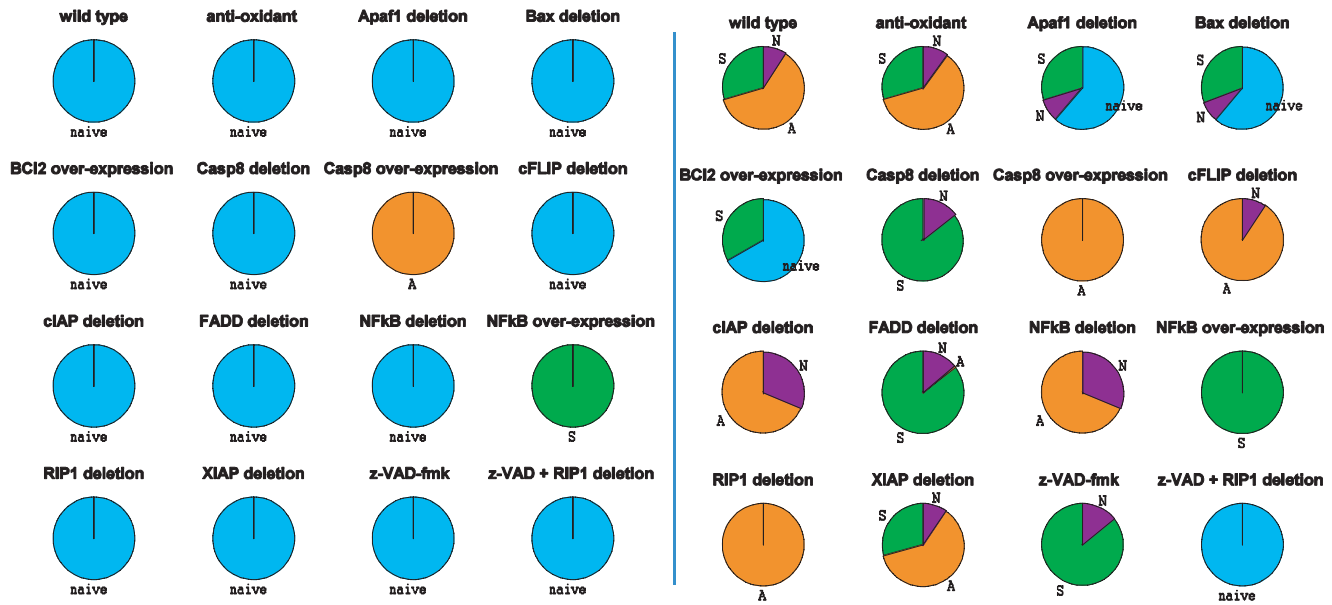 wild type
anti-oxidant
Apaf1 deletion
Bax deletion
naive
naive
naive
naive
BCl2 over-expression
Casp8 deletion
Casp8 over-expression
cFLIP deletion
naive
naive
A
naive
cIAP deletion
FADD deletion
NFkB deletion
NFkB over-expression
naive
naive
naive
S
RIP1 deletion
XIAP deletion
z-VAD-fmk
z-VAD + RIP1 deletion
naive
naive
naive
naive
wild type
anti-oxidant
Apaf1 deletion
Bax deletion
N
S
A
N
S
A
S
naive
N
S
naive
N
BCl2 over-expression
Casp8 deletion
Casp8 over-expression
cFLIP deletion
S
naive
N
S
A
N
A
cIAP deletion
FADD deletion
NFkB deletion
NFkB over-expression
N
A
N
A
S
N
A
S
RIP1 deletion
XIAP deletion
z-VAD-fmk
z-VAD + RIP1 deletion
A
N
S
A
N
S
naive